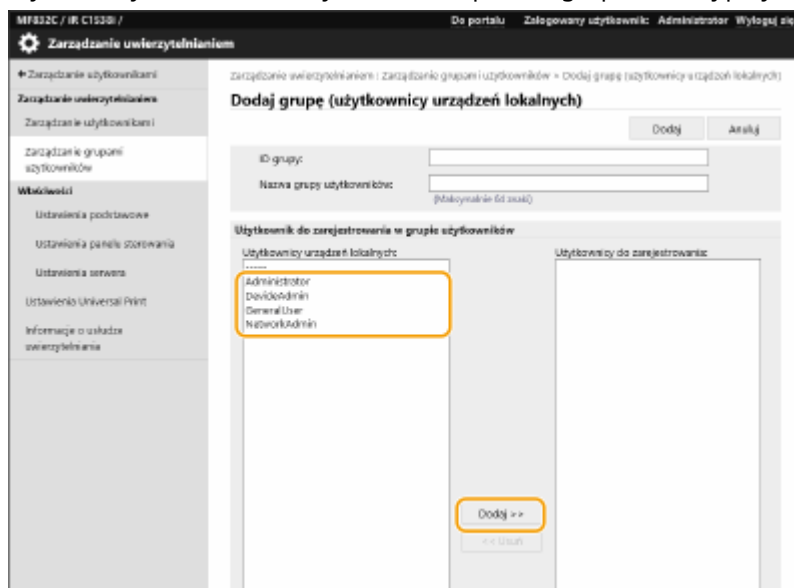 MF832C / iR C1538i /
Do portalu Zalogowany użytkownik: Administrator Wyloguj się
Zarządzanie uwierzytelnianiem
Zarządzanie użytkownikami
Zarządzanie uwierzytelnianiem : Zarządzanie grupami użytkowników > Dodaj grupę (użytkownicy urządzeń lokalnych)
Zarządzanie uwierzytelnianiem
Dodaj grupę (użytkownicy urządzeń lokalnych)
Zarządzanie użytkownikami
Dodaj Anuluj
Zarządzanie grupami
użytkowników
ID grupy:
Nazwa grupy użytkowników:
(Maksymalnie 64 znaki)
Właściwości
Ustawienia podstawowe
Ustawienia panelu sterowania
Ustawienia serwera
Ustawienia Universal Print
Informacje o usłudze
uwierzytelniania
Użytkownik do zarejestrowania w grupie użytkowników
Użytkownicy urządzeń lokalnych:
Użytkownicy do zarejestrowania:
------
Administrator
DevideAdmin
GeneralUser
NetworkAdmin
Dodaj >>
<< Usuń